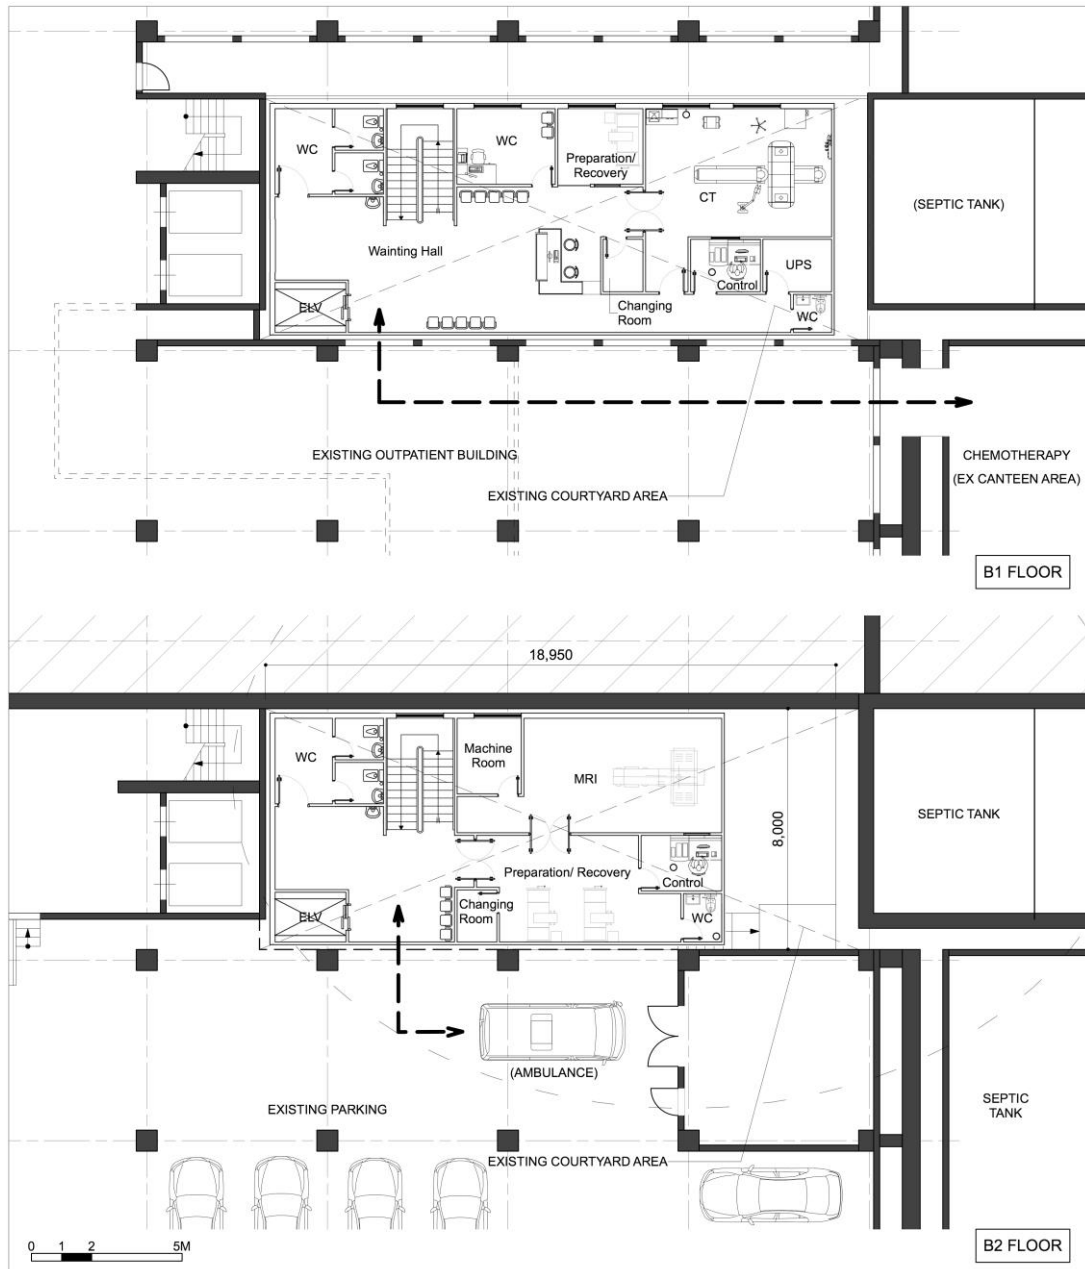 WC
WC
Preparation/
Recovery
CT
(SEPTIC TANK)
Wainting Hall
UPS
Control
ELV
Changing
Room
WC
EXISTING OUTPATIENT BUILDING
CHEMOTHERAPY
(EX CANTEEN AREA)
EXISTING COURTYARD AREA
B1 FLOOR
18,950
WC
Machine
Room
MRI
SEPTIC TANK
8,000
Preparation/ Recovery
Control
Changing
Room
ELV
WC
(AMBULANCE)
EXISTING PARKING
SEPTIC
TANK
EXISTING COURTYARD AREA
B2 FLOOR
0 1 2 5M